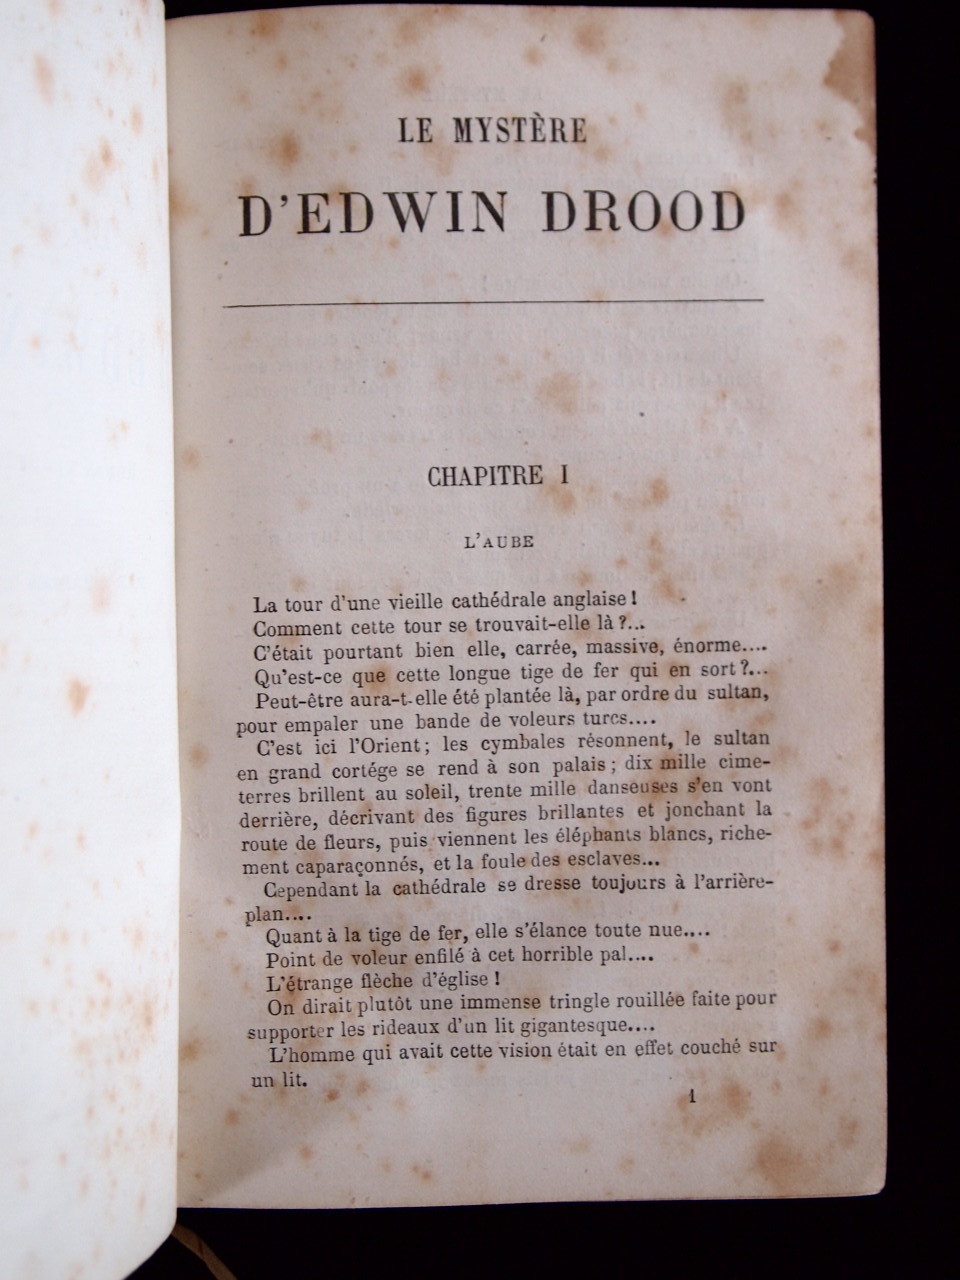 LE MYSTÈRE
D'EDWIN DROOD
CHAPITRE I
L'AUBE
La tour d'une vieille cathédrale anglaise !
Comment cette tour se trouvait-elle là ?...
C'était pourtant bien elle, carrée, massive, énorme....
Qu'est-ce que cette longue tige de fer qui en sort ?...
Peut-être aura-t-elle été plantée là, par ordre du sultan,
pour empaler une bande de voleurs turcs....
C'est ici l'Orient ; les cymbales résonnent, le sultan
en grand cortége se rend à son palais ; dix mille cime-
terres brillent au soleil, trente mille danseuses s'en vont
derrière, décrivant des figures brillantes et jonchant la
route de fleurs, puis viennent les éléphants blancs, riche-
ment caparaçonnés, et la foule des esclaves...
Cependant la cathédrale se dresse toujours à l'arrière-
plan....
Quant à la tige de fer, elle s'élance toute nue....
Point de voleur enfilé à cet horrible pal....
L'étrange flèche d'église !
On dirait plutôt une immense tringle rouillée faite pour
supporter les rideaux d'un lit gigantesque....
L'homme qui avait cette vision était en effet couché sur
un lit.
1